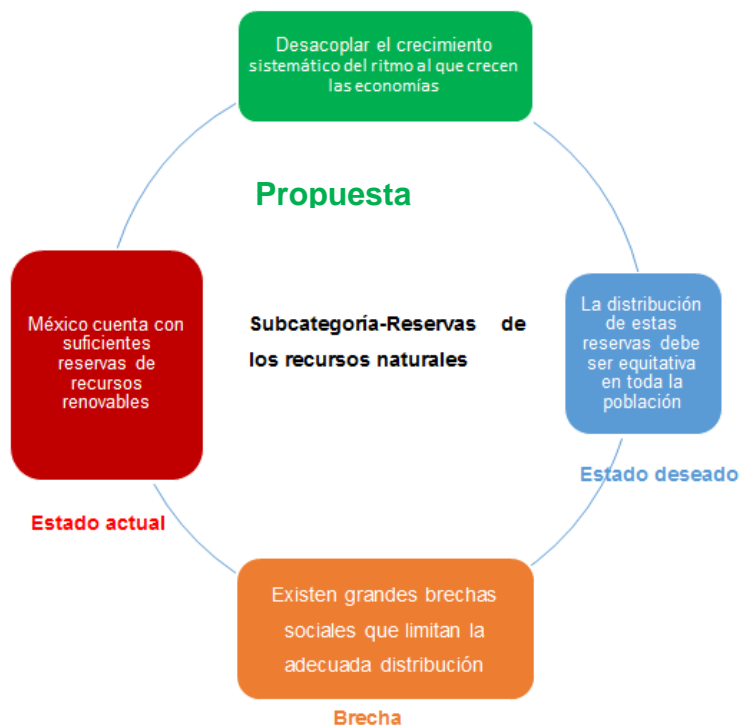 Desacoplar el crecimiento
sistemático del ritmo al que crecen
las economías
Propuesta
México cuenta con
suficientes
reservas de
recursos
renovables
Estado actual
Subcategoría-Reservas de
los recursos naturales
La distribución
de estas
reservas debe
ser equitativa
en toda la
población
Estado deseado
Existen grandes brechas
sociales que limitan la
adecuada distribución
Brecha